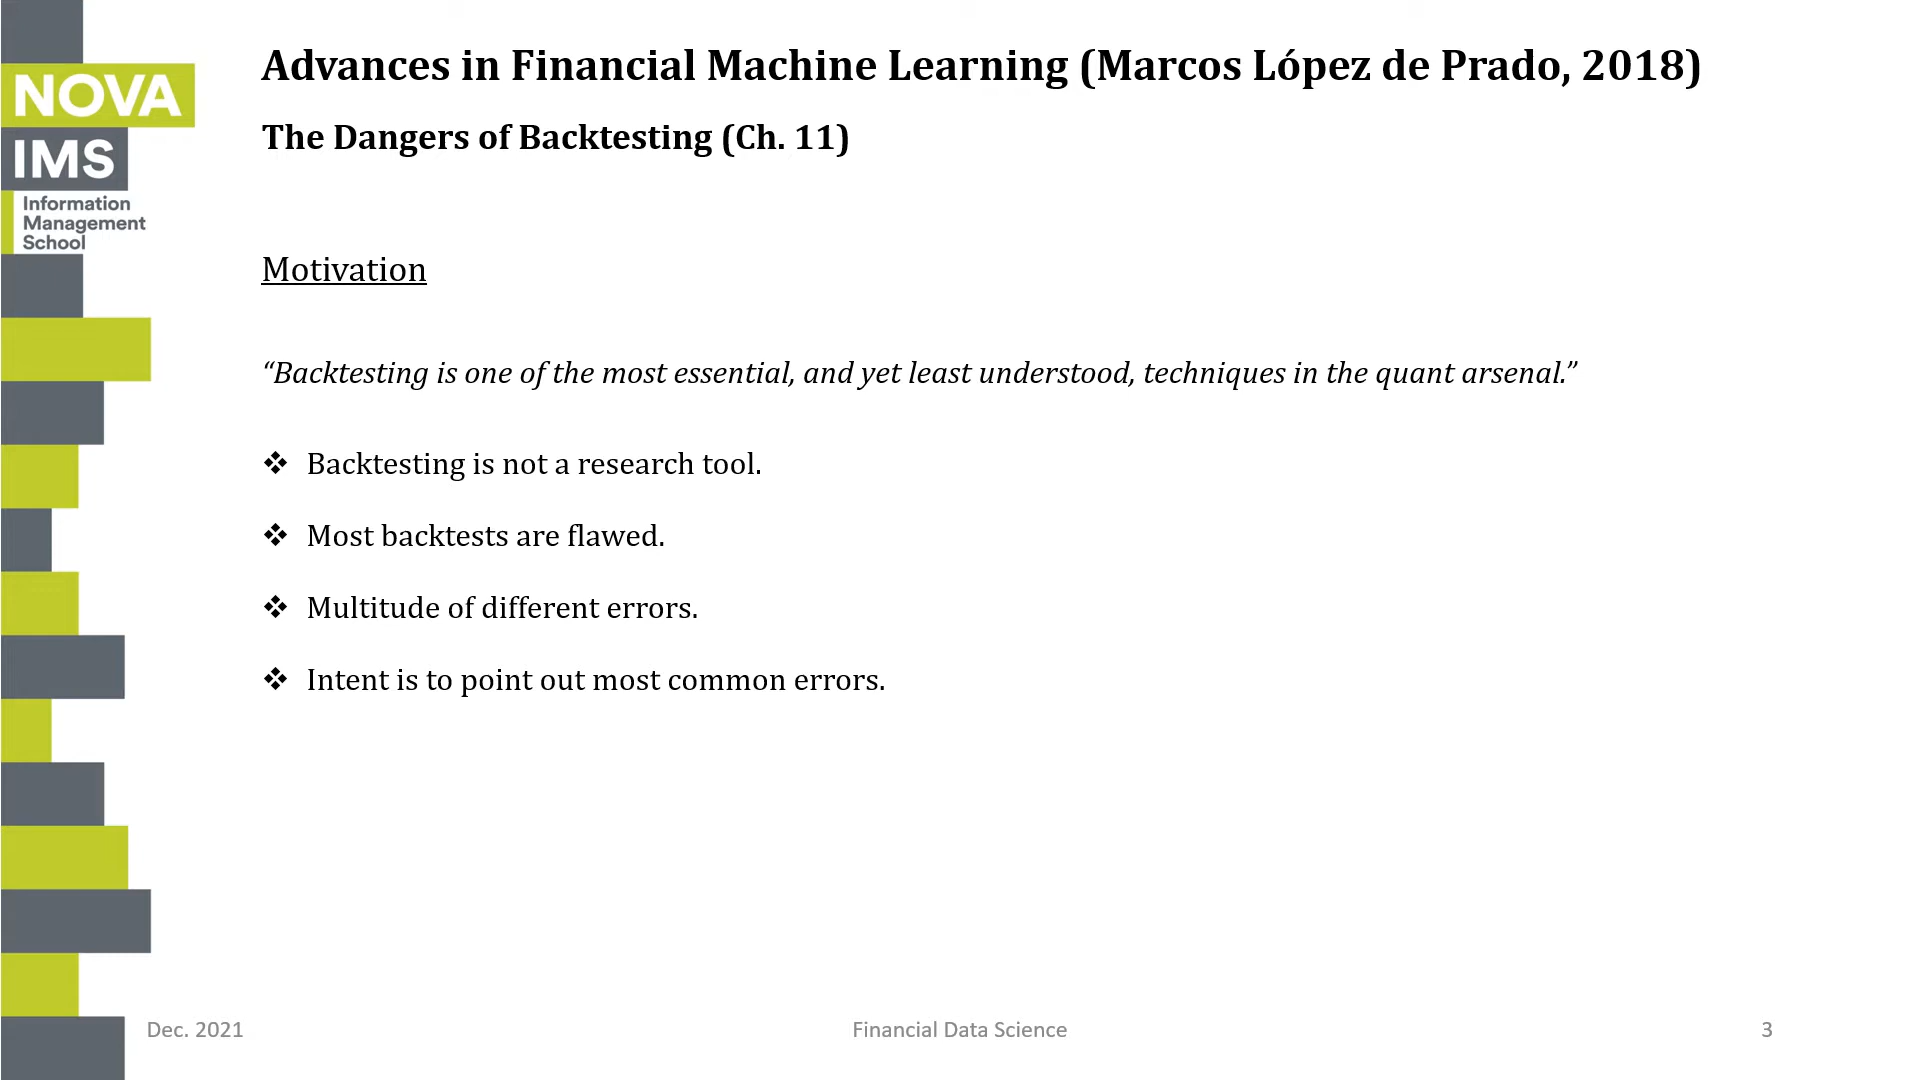 NOVA
IMS
Information
Management
School
Advances in Financial Machine Learning (Marcos López de Prado, 2018)
The Dangers of Backtesting (Ch. 11)
Motivation
“Backtesting is one of the most essential, and yet least understood, techniques in the quant arsenal.”
❖ Backtesting is not a research tool.
❖ Most backtests are flawed.
❖ Multitude of different errors.
❖ Intent is to point out most common errors.
Dec. 2021
Financial Data Science
3